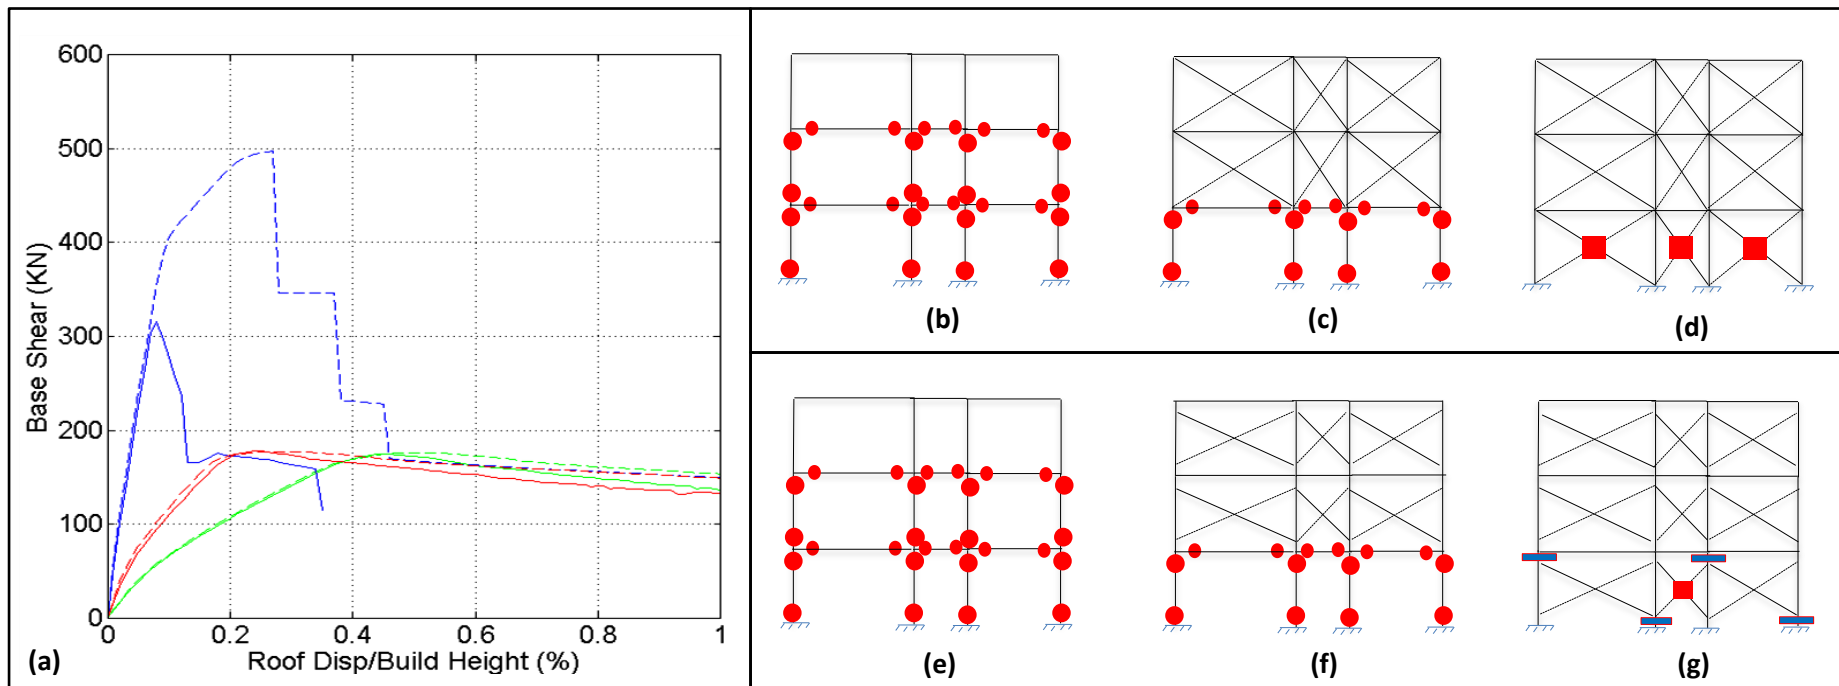 600
500
400
300
200
100
0
Base Shear (KN)
0 0.2 0.4 0.6 0.8 1
Roof Disp/Build Height (%)
(a)
(b) (c) (d)
(e) (f) (g)